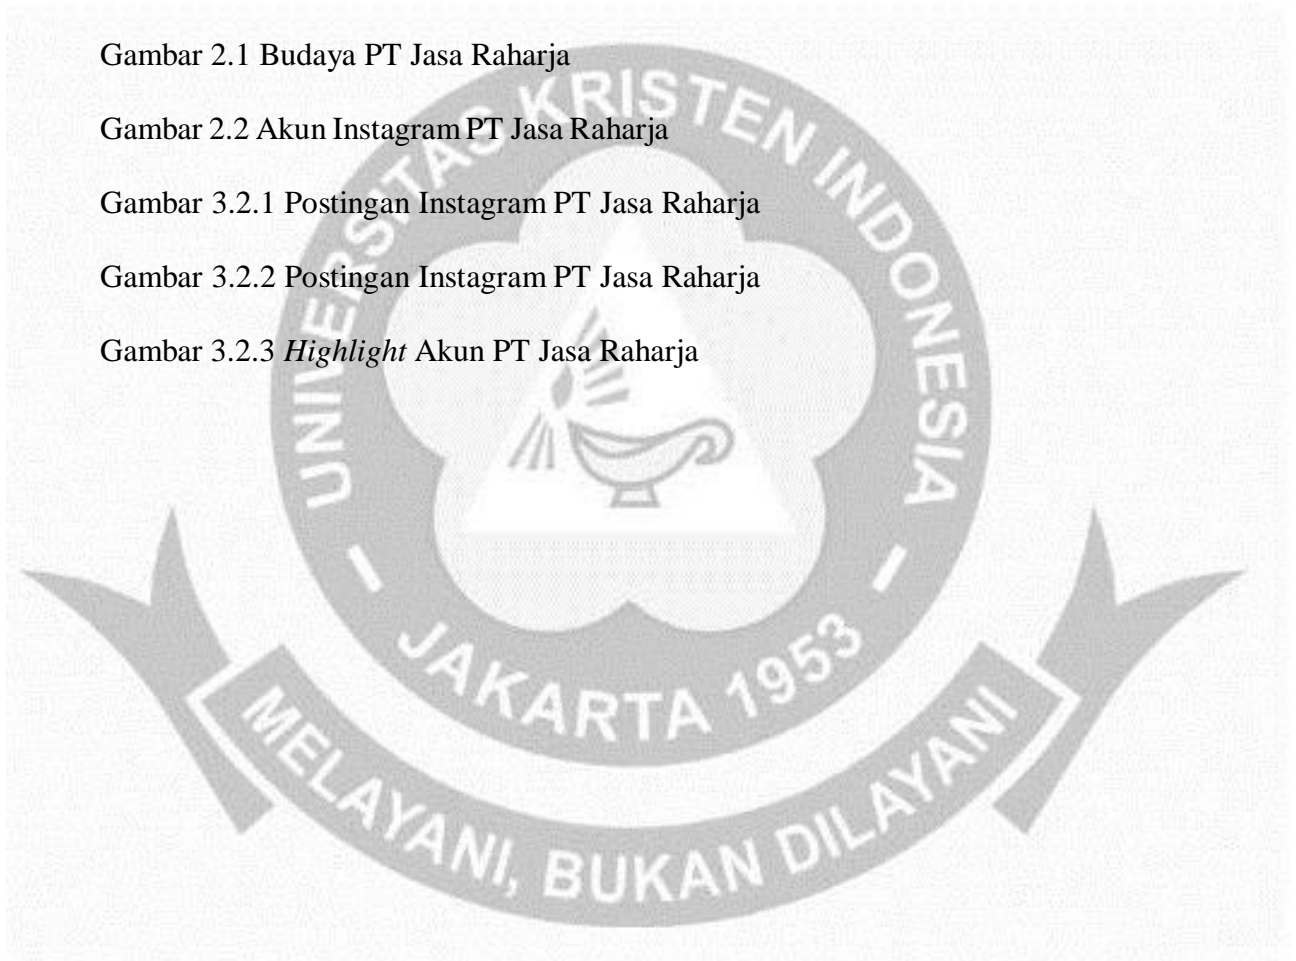 Gambar 2.1 Budaya PT Jasa Raharja
Gambar 2.2 Akun Instagram PT Jasa Raharja
Gambar 3.2.1 Postingan Instagram PT Jasa Raharja
Gambar 3.2.2 Postingan Instagram PT Jasa Raharja
Gambar 3.2.3 Highlight Akun PT Jasa Raharja
UNIVERSITAS KRISTEN INDONESIA
JAKARTA 1953
MELAYANI, BUKAN DILAYANI